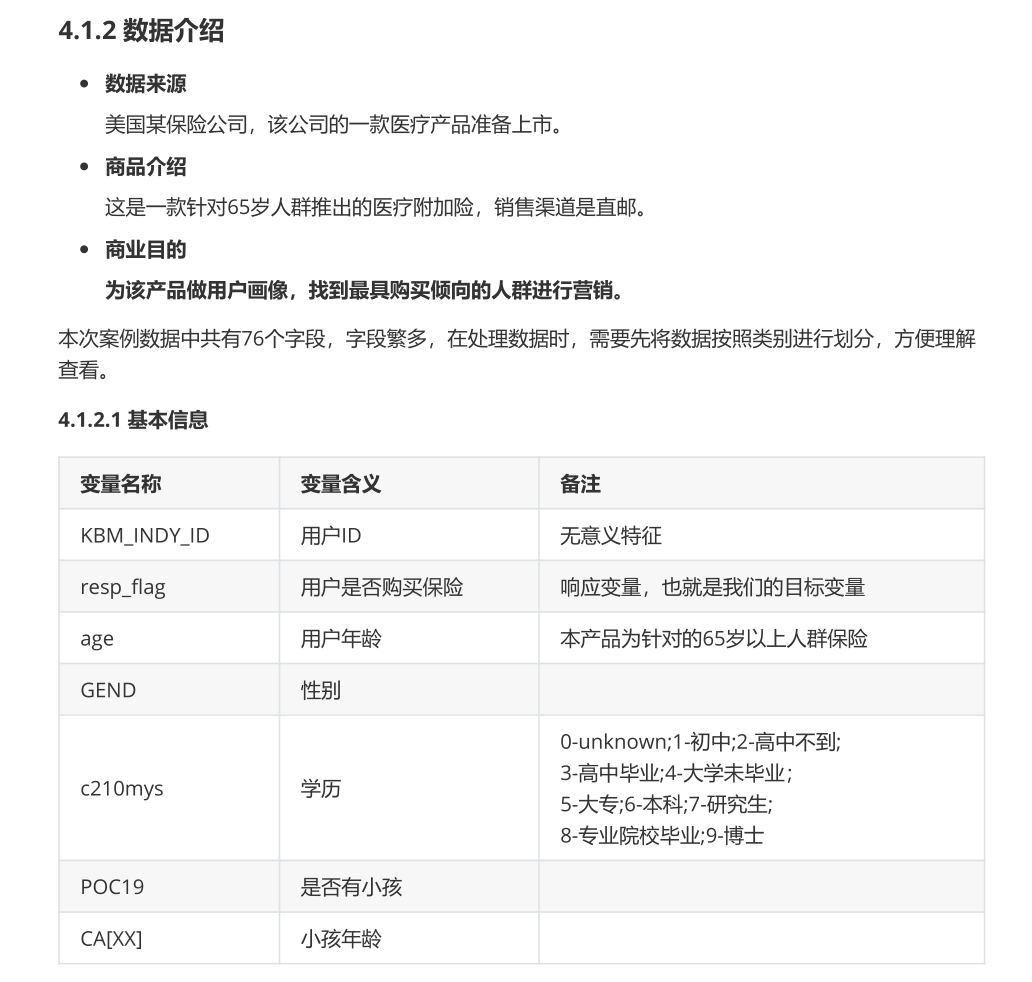 4.1.2 数据介绍
数据来源
美国某保险公司，该公司的一款医疗产品准备上市。
商品介绍
这是一款针对65岁人群推出的医疗附加险，销售渠道是直邮。
商业目的
为该产品做用户画像，找到最具购买倾向的人群进行营销。
本次案例数据中共有76个字段，字段繁多，在处理数据时，需要先将数据按照类别进行划分，方便理解
查看。
4.1.2.1 基本信息
变量名称 变量含义 备注
KBM_INDY_ID 用户ID 无意义特征
resp_flag 用户是否购买保险 响应变量，也就是我们的目标变量
age 用户年龄 本产品为针对的65岁以上人群保险
GEND 性别
c210mys 学历 0-unknown;1-初中;2-高中不到;
3-高中毕业;4-大学未毕业；
5-大专;6-本科;7-研究生;
8-专业院校毕业;9-博士
POC19 是否有小孩
CA[XX] 小孩年龄